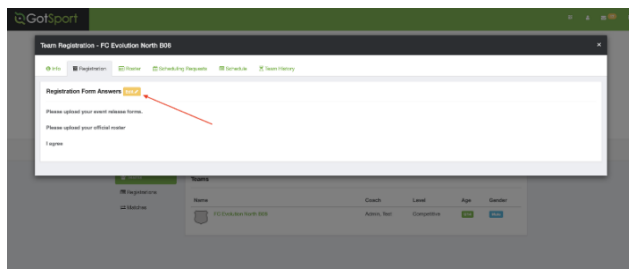 GotSport
Team Registration - FC Evolution North B08
×
Info Registration Roster Scheduling Requests Schedule Team History
Registration Form Answers Edit
Please upload your event release forms.
Please upload your official roster
I agree
Teams
Registrations
Matches
Name Coach Level Age Gender
FC Evolution North B08 Competitive